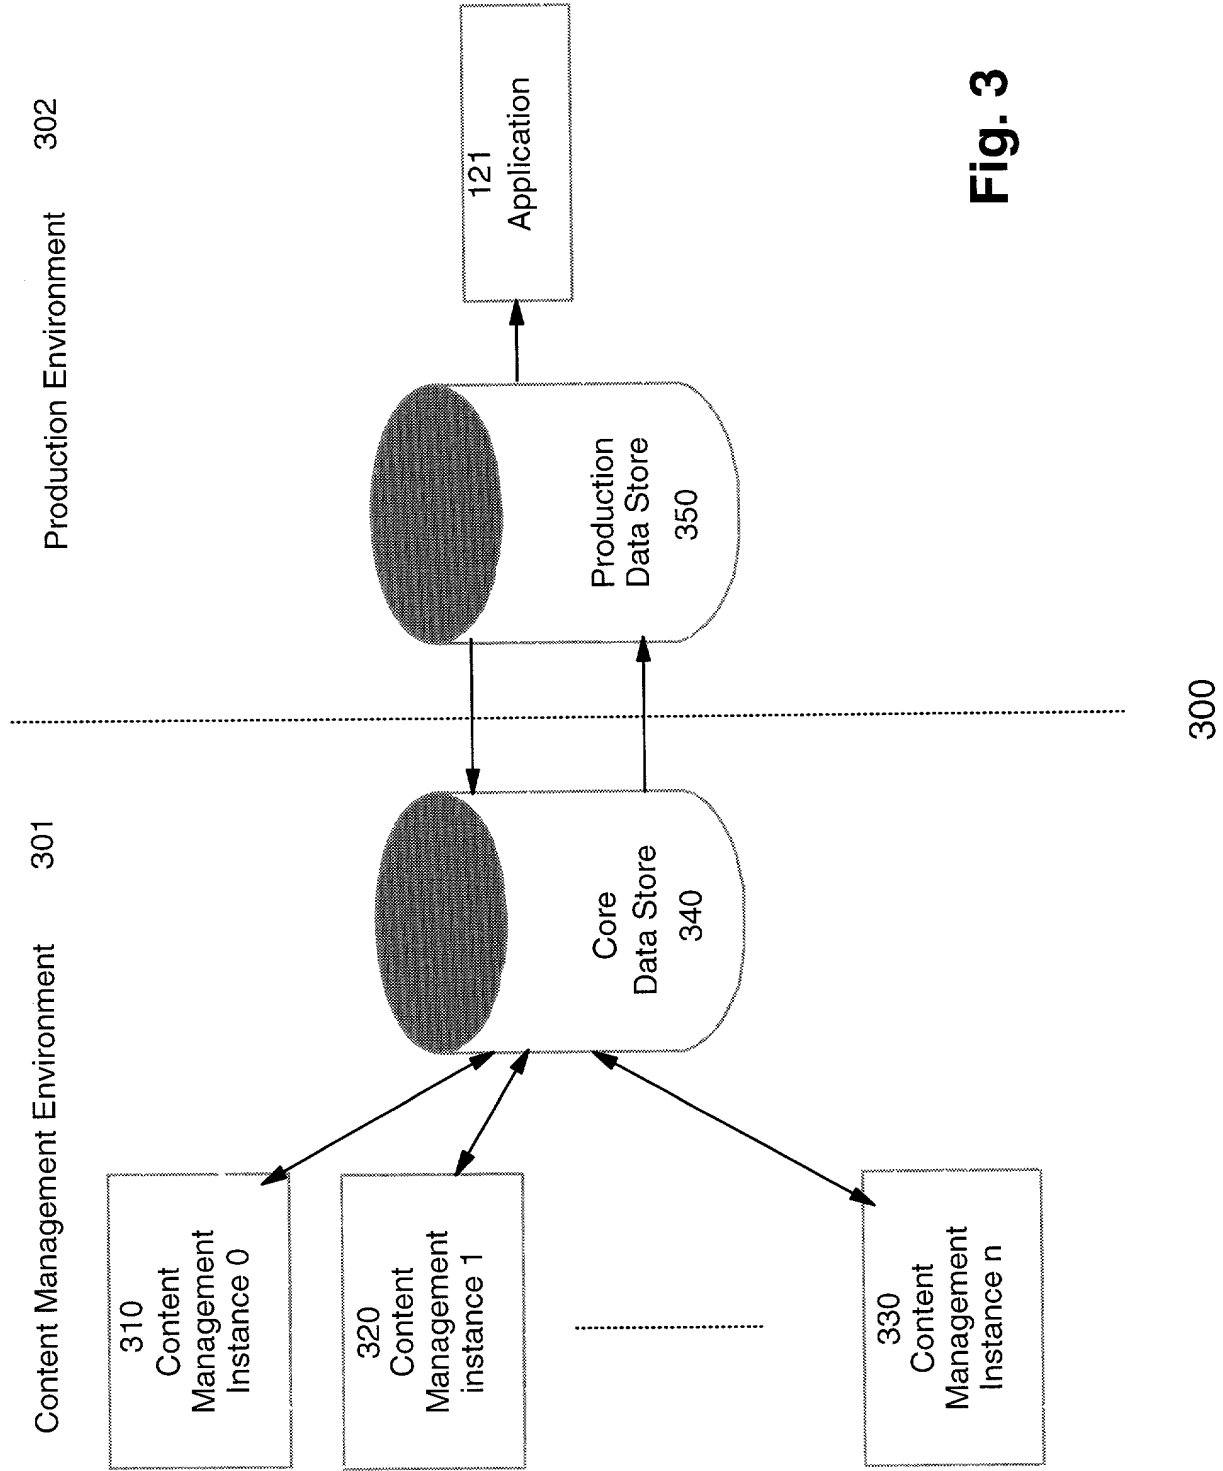 Content Management Environment 301
Production Environment 302
310
Content
Management
Instance 0
320
Content
Management
instance 1
330
Content
Management
Instance n
Core
Data Store
340
Production
Data Store
350
121
Application
300
Fig. 3